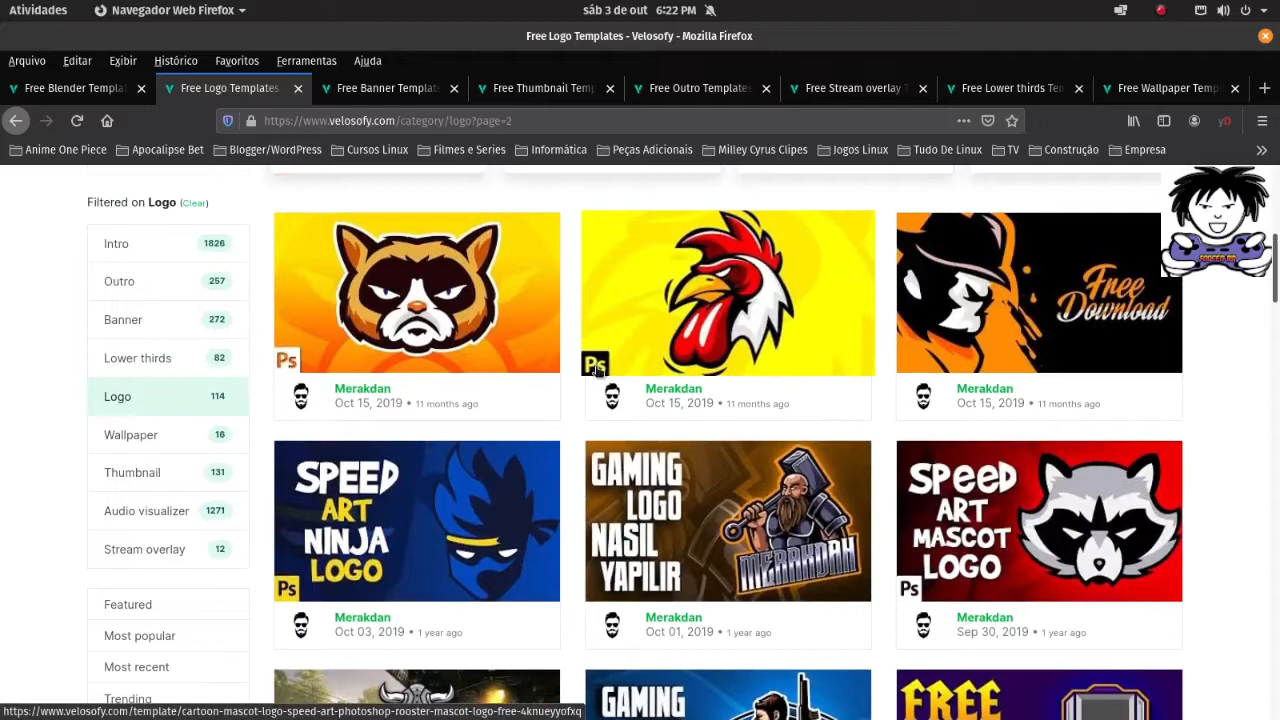 Atividades Navegador Web Firefox sáb 3 de out 6:22 PM
Free Logo Templates - Velosofy - Mozilla Firefox
Arquivo Editar Exibir Histórico Favoritos Ferramentas Ajuda
Free Blender Templat Free Logo Templates Free Banner Template Free Thumbnail Temp Free Outro Templates Free Stream overlay T Free Lower thirds Ten Free Wallpaper Temp
https://www.velosofy.com/category/logo?page=2
Anime One Piece Apocalipse Bet Blogger/WordPress Cursos Linux Filmes e Series Informática Peças Adicionais Milley Cyrus Clipes Jogos Linux Tudo De Linux TV Construção Empresa
Filtered on Logo (Clear)
Intro 1826
Outro 257
Banner 272
Lower thirds 82
Logo 114
Wallpaper 16
Thumbnail 131
Audio visualizer 1271
Stream overlay 12
Featured
Most popular
Most recent
Trending
Ps
Merakdan
Oct 15, 2019 • 11 months ago
Ps
Merakdan
Oct 15, 2019 • 11 months ago
Free
Download
Merakdan
Oct 15, 2019 • 11 months ago
SPEED
ART
NINJA
LOGO
Ps
Merakdan
Oct 03, 2019 • 1 year ago
GAMING
LOGO
NASIL
YAPILIR
MERAKDAN
Merakdan
Oct 01, 2019 • 1 year ago
SPEED
ART
MASCOT
LOGO
Ps
Merakdan
Sep 30, 2019 • 1 year ago
GAMING
FREE
https://www.velosofy.com/template/cartoon-mascot-logo-speed-art-photoshop-rooster-mascot-logo-free-4knueyyofxq